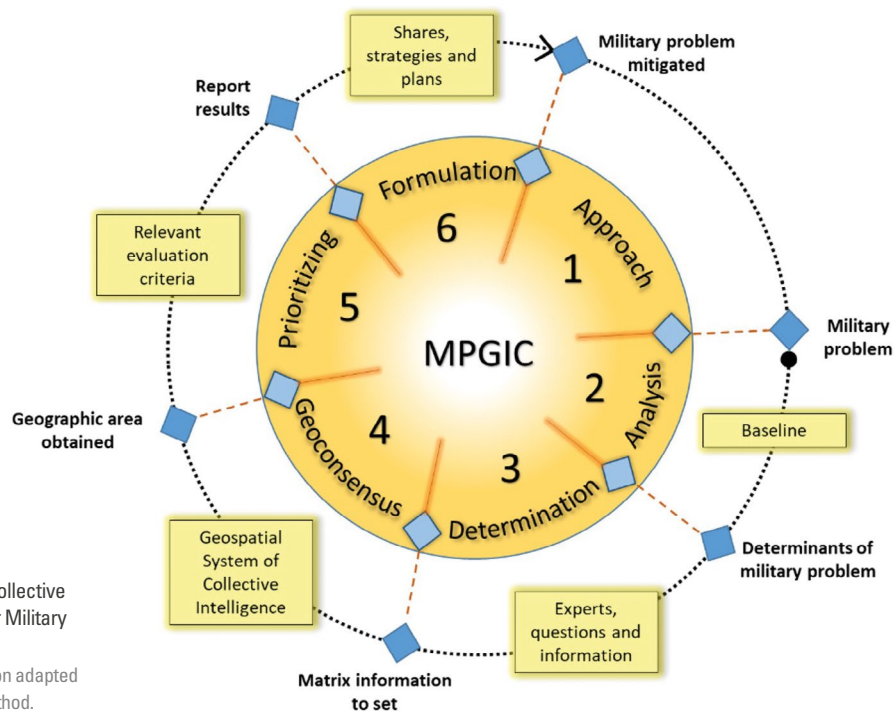 Shares,
strategies and
plans
Military problem
mitigated
Report
results
Formulation
6
Approach
1
Relevant
evaluation
criteria
Prioritizing
5
MPGIC
Military
problem
2
Analysis
Baseline
Geographic area
obtained
4
Geoconsensus
3
Determination
Determinants of
military problem
Geospatial
System of
Collective
Intelligence
Experts,
questions and
information
Matrix information
to set
ollective
Military
on adapted
thod.